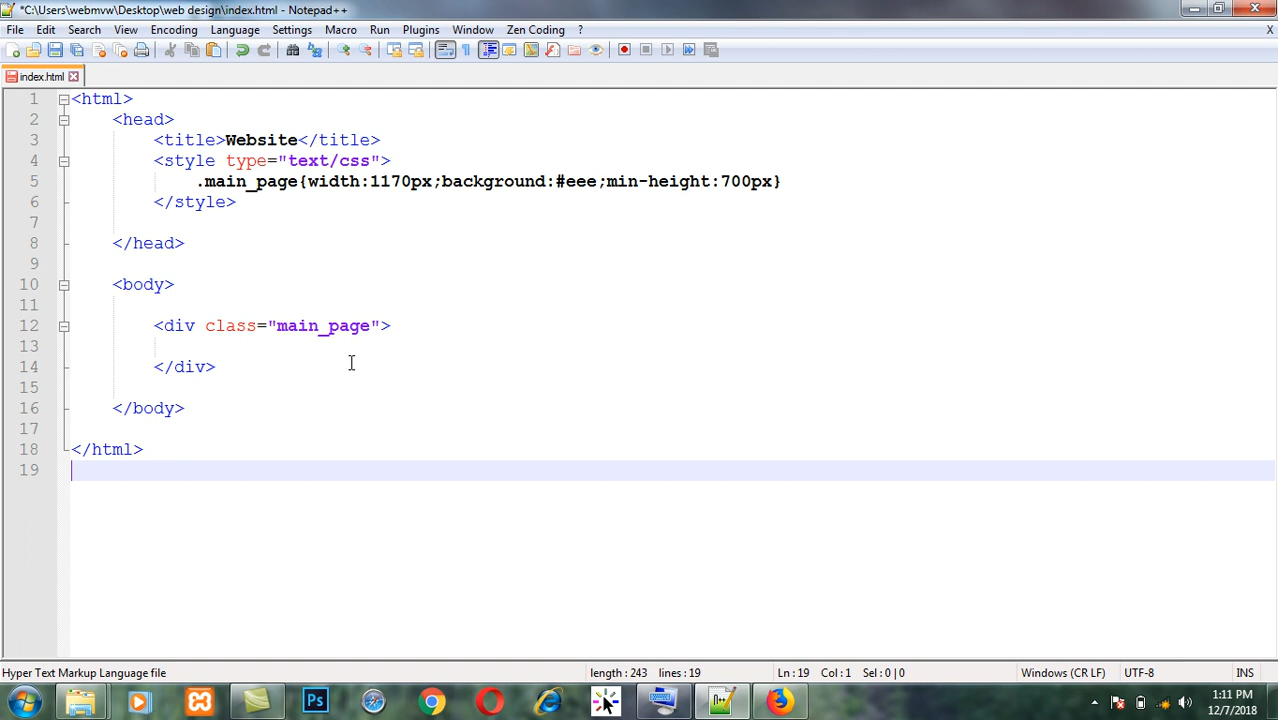 *C:\Users\webmvw\Desktop\web design\index.html - Notepad++
File Edit Search View Encoding Language Settings Macro Run Plugins Window Zen Coding ? X
index.html
1 <html>
2 <head>
3 <title>Website</title>
4 <style type="text/css">
5 .main_page{width:1170px;background:#eee;min-height:700px}
6 </style>
7
8 </head>
9
10 <body>
11
12 <div class="main_page">
13
14 </div>
15
16 </body>
17
18 </html>
19
Hyper Text Markup Language file length : 243 lines : 19 Ln : 19 Col : 1 Sel : 0 | 0 Windows (CR LF) UTF-8 INS
Ps
1:11 PM
12/7/2018